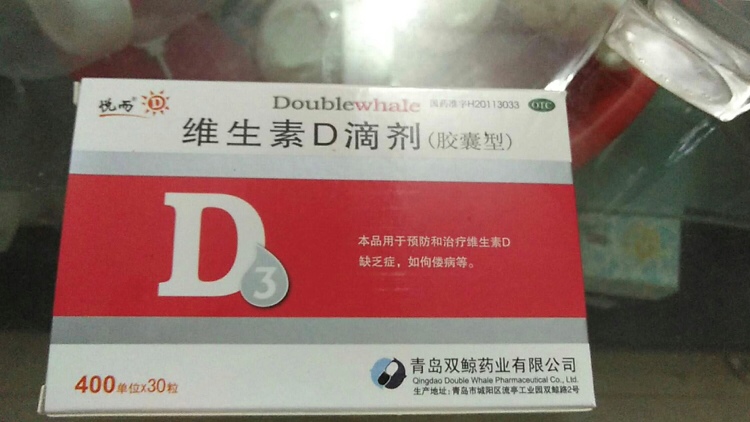 悦而® D
Doublewhale 国药准字H20113033 OTC
维生素D滴剂(胶囊型)
D3
本品用于预防和治疗维生素D
缺乏症，如佝偻病等。
400单位x30粒
青岛双鲸药业有限公司
Qingdao Double Whale Pharmaceutical Co., Ltd.
生产地址：青岛市城阳区流亭工业园双鲸路2号